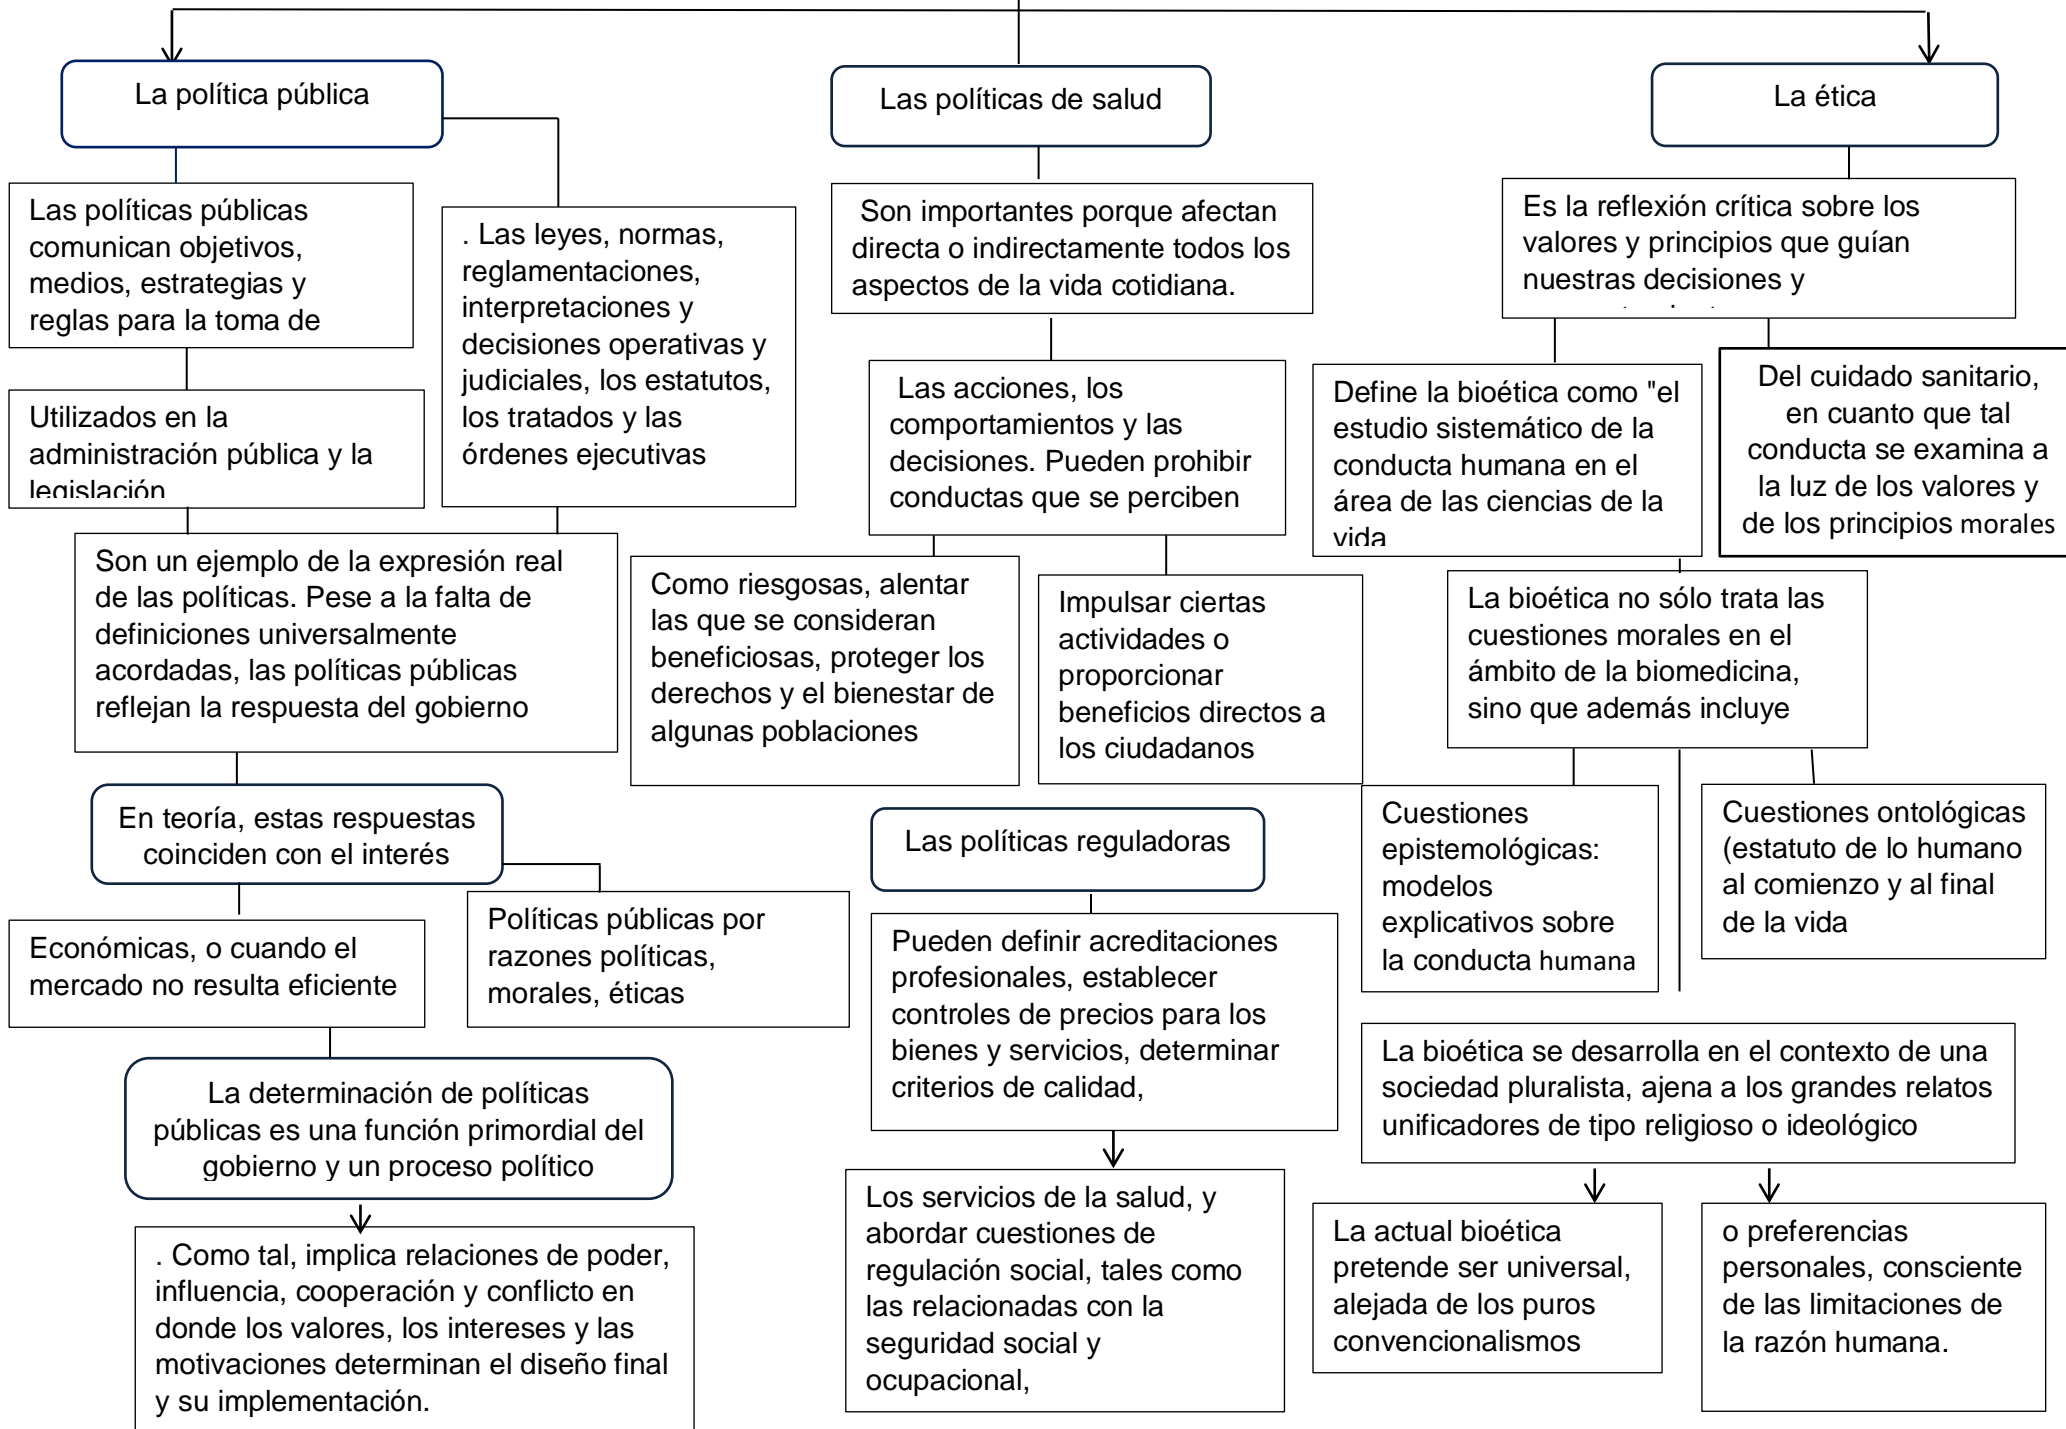 La política pública
Las políticas de salud
La ética
Las políticas públicas
comunican objetivos,
medios, estrategias y
reglas para la toma de
. Las leyes, normas,
reglamentaciones,
interpretaciones y
decisiones operativas y
judiciales, los estatutos,
los tratados y las
órdenes ejecutivas
Utilizados en la
administración pública y la
legislación
Son un ejemplo de la expresión real
de las políticas. Pese a la falta de
definiciones universalmente
acordadas, las políticas públicas
reflejan la respuesta del gobierno
En teoría, estas respuestas
coinciden con el interés
Económicas, o cuando el
mercado no resulta eficiente
Políticas públicas por
razones políticas,
morales, éticas
La determinación de políticas
públicas es una función primordial del
gobierno y un proceso político
. Como tal, implica relaciones de poder,
influencia, cooperación y conflicto en
donde los valores, los intereses y las
motivaciones determinan el diseño final
y su implementación.
Son importantes porque afectan
directa o indirectamente todos los
aspectos de la vida cotidiana.
Las acciones, los
comportamientos y las
decisiones. Pueden prohibir
conductas que se perciben
Como riesgosas, alentar
las que se consideran
beneficiosas, proteger los
derechos y el bienestar de
algunas poblaciones
Impulsar ciertas
actividades o
proporcionar
beneficios directos a
los ciudadanos
Las políticas reguladoras
Pueden definir acreditaciones
profesionales, establecer
controles de precios para los
bienes y servicios, determinar
criterios de calidad,
Los servicios de la salud, y
abordar cuestiones de
regulación social, tales como
las relacionadas con la
seguridad social y
ocupacional,
Es la reflexión crítica sobre los
valores y principios que guían
nuestras decisiones y
Define la bioética como "el
estudio sistemático de la
conducta humana en el
área de las ciencias de la
vida
Del cuidado sanitario,
en cuanto que tal
conducta se examina a
la luz de los valores y
de los principios morales
La bioética no sólo trata las
cuestiones morales en el
ámbito de la biomedicina,
sino que además incluye
Cuestiones
epistemológicas:
modelos
explicativos sobre
la conducta humana
Cuestiones ontológicas
(estatuto de lo humano
al comienzo y al final
de la vida
La bioética se desarrolla en el contexto de una
sociedad pluralista, ajena a los grandes relatos
unificadores de tipo religioso o ideológico
La actual bioética
pretende ser universal,
alejada de los puros
convencionalismos
o preferencias
personales, consciente
de las limitaciones de
la razón humana.